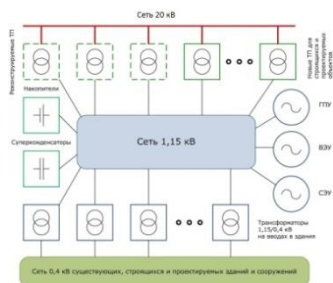 Сеть 20 кВ
Реконструируемые ТП
Новые ТП для
строящихся и
проектируемых
объектов
Накопители
Суперконденсаторы
Сеть 1,15 кВ
ГПУ
ВЭУ
СЭУ
Трансформаторы
1,15/0,4 кВ
на вводах в здания
Сеть 0,4 кВ существующих, строящихся и проектируемых зданий и сооружений